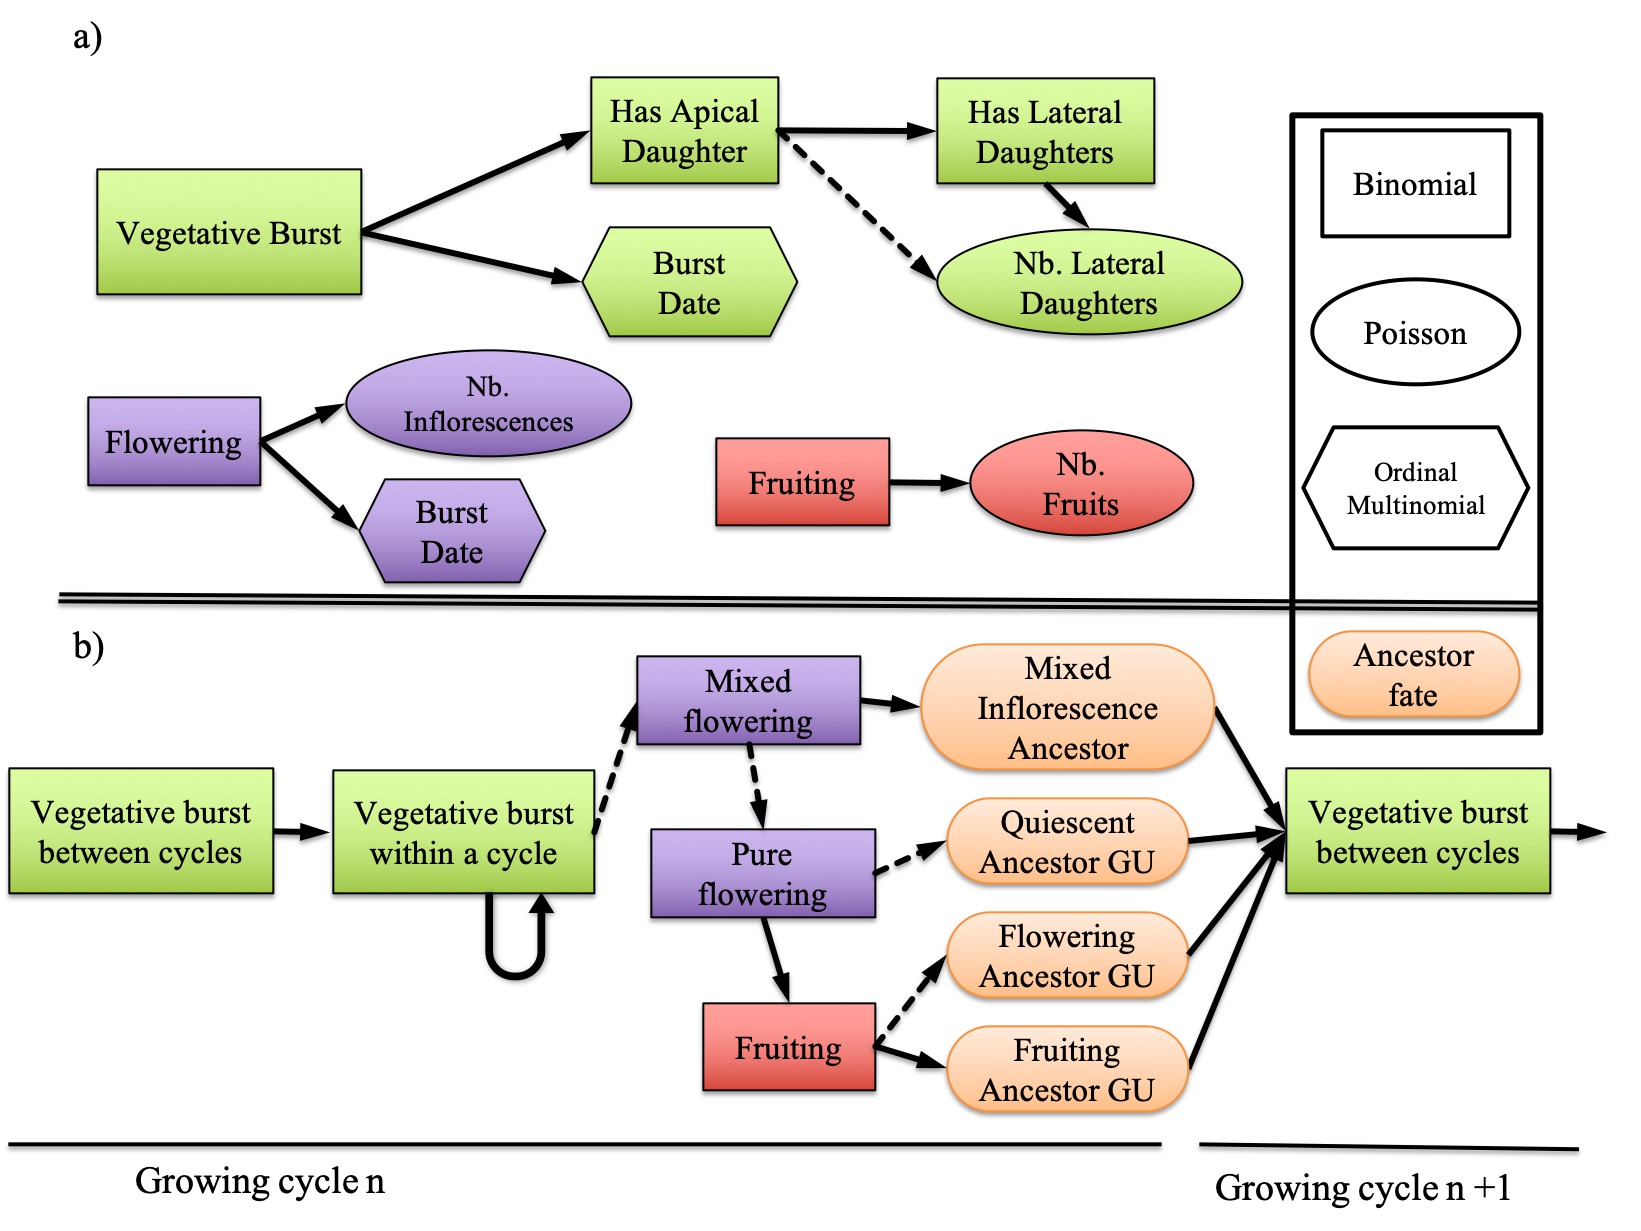 a)
Has Apical
Daughter
Has Lateral
Daughters
Vegetative Burst
Burst
Date
Nb. Lateral
Daughters
Binomial
Poisson
Ordinal
Multinomial
Nb.
Inflorescences
Flowering
Burst
Date
Fruiting
Nb.
Fruits
b)
Ancestor
fate
Mixed
flowering
Mixed
Inflorescence
Ancestor
Vegetative burst
between cycles
Vegetative burst
within a cycle
Pure
flowering
Quiescent
Ancestor GU
Vegetative burst
between cycles
Flowering
Ancestor GU
Fruiting
Fruiting
Ancestor GU
Growing cycle n
Growing cycle n +1